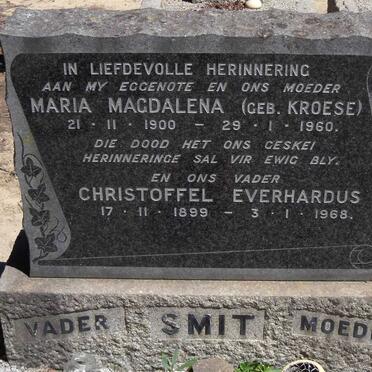 IN LIEFDEVOLLE HERINNERING
AAN MY EGGENOTE EN ONS MOEDER
MARIA MAGDALENA (GEB. KROESE)
21 · 11 · 1900 — 29 · 1 · 1960.
DIE DOOD HET ONS GESKEI
HERINNERINGE SAL VIR EWIG BLY.
EN ONS VADER
CHRISTOFFEL EVERHARDUS
17 · 11 · 1899 — 3 · 1 · 1968.
VADER SMIT MOEDE